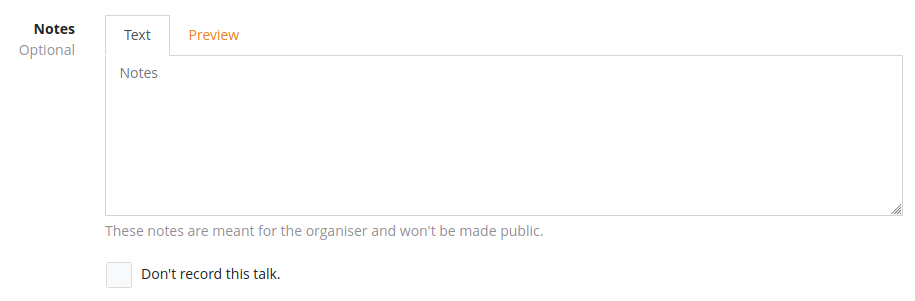 Notes
Optional
Text
Preview
Notes
These notes are meant for the organiser and won't be made public.
Don't record this talk.